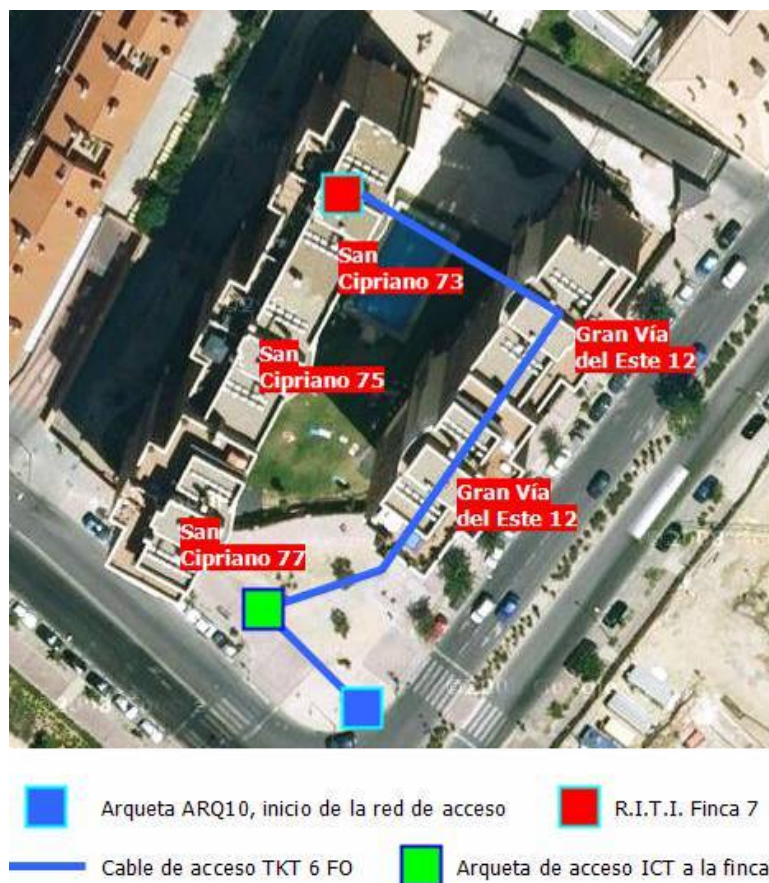 San
Cipriano 73
Gran Vía
del Este 12
San
Cipriano 75
Gran Vía
del Este 12
San
Cipriano 77
Arqueta ARQ10, inicio de la red de acceso
R.I.T.I. Finca 7
Cable de acceso TKT 6 FO
Arqueta de acceso ICT a la finca